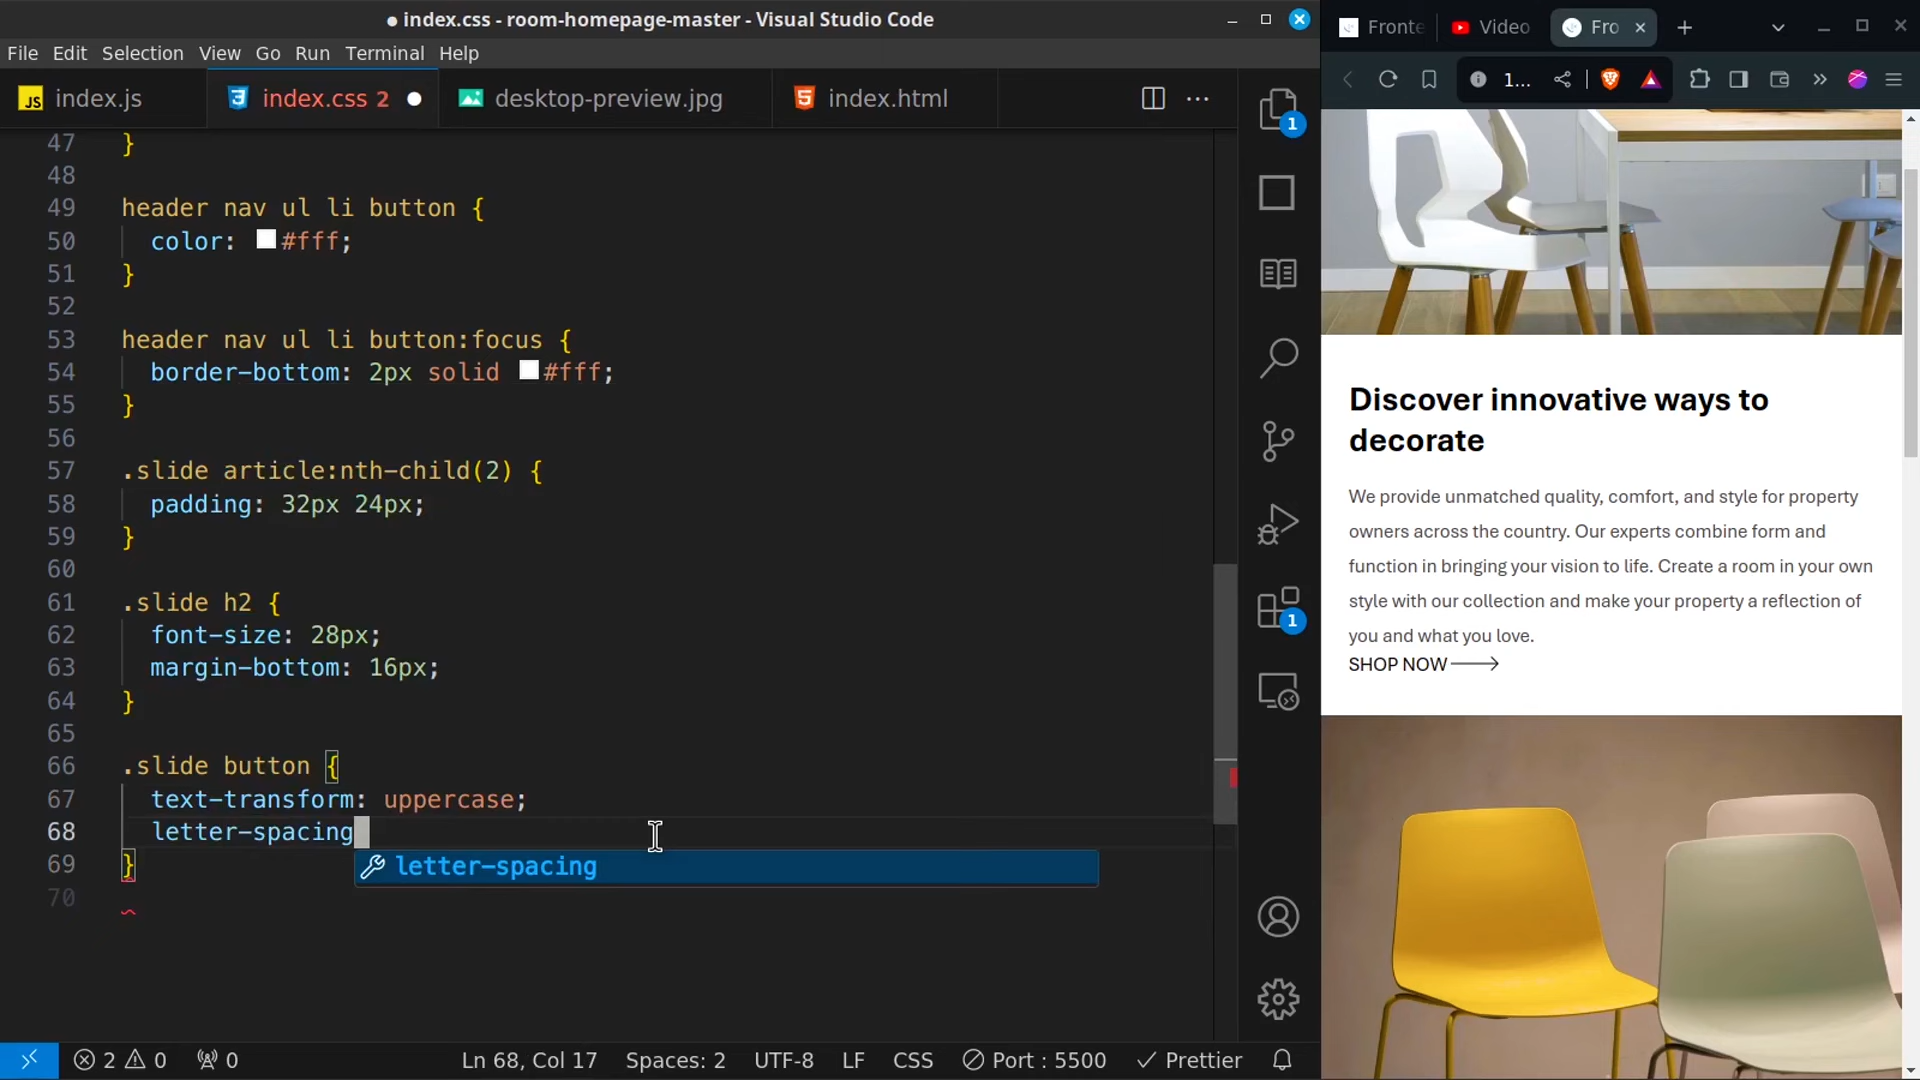 index.css - room-homepage-master - Visual Studio Code
File Edit Selection View Go Run Terminal Help
JS index.js
index.css 2
desktop-preview.jpg
index.html
47 }
48
49 header nav ul li button {
50 color: #fff;
51 }
52
53 header nav ul li button:focus {
54 border-bottom: 2px solid #fff;
55 }
56
57 .slide article:nth-child(2) {
58 padding: 32px 24px;
59 }
60
61 .slide h2 {
62 font-size: 28px;
63 margin-bottom: 16px;
64 }
65
66 .slide button {
67 text-transform: uppercase;
68 letter-spacing
69 }
letter-spacing
70
1
1
2 0 0
Ln 68, Col 17 Spaces: 2 UTF-8 LF CSS Port : 5500 Prettier
Fronte Video Fro
1...
Discover innovative ways to
decorate
We provide unmatched quality, comfort, and style for property
owners across the country. Our experts combine form and
function in bringing your vision to life. Create a room in your own
style with our collection and make your property a reflection of
you and what you love.
SHOP NOW